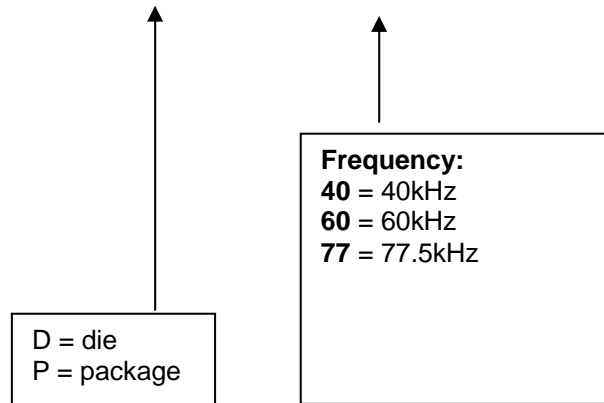 Frequency:
40 = 40kHz
60 = 60kHz
77 = 77.5kHz
D = die
P = package